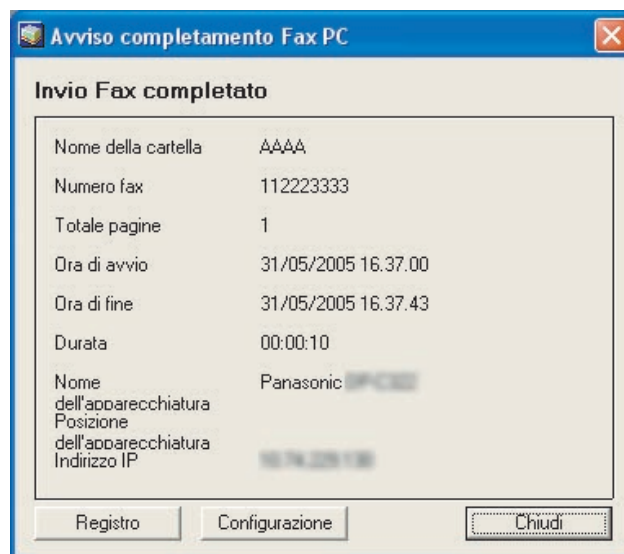 Avviso completamento Fax PC
Invio Fax completato
Nome della cartella AAAA
Numero fax 112223333
Totale pagine 1
Ora di avvio 31/05/2005 16.37.00
Ora di fine 31/05/2005 16.37.43
Durata 00:00:10
Nome Panasonic
dell'apparecchiatura
Posizione
dell'apparecchiatura
Indirizzo IP
Registro Configurazione Chiudi